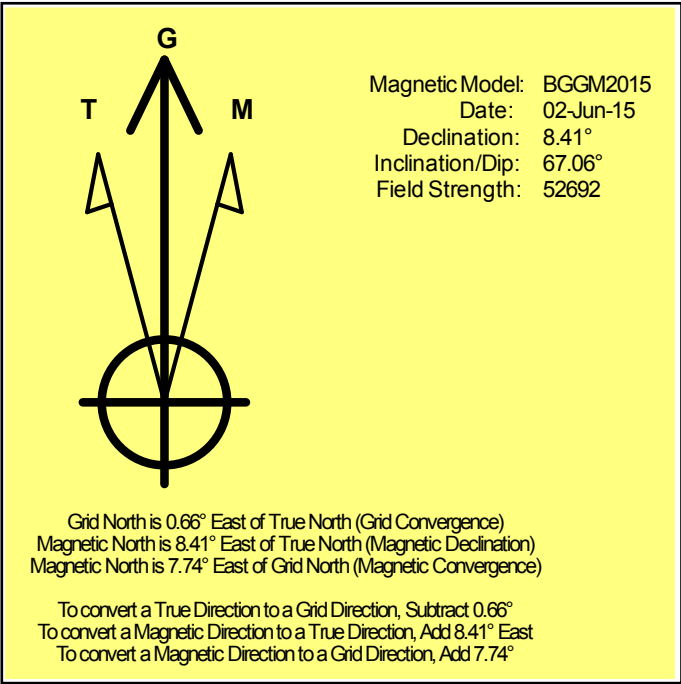 G
T M
Magnetic Model: BGGM2015
Date: 02-Jun-15
Declination: 8.41°
Inclination/Dip: 67.06°
Field Strength: 52692
Grid North is 0.66° East of True North (Grid Convergence)
Magnetic North is 8.41° East of True North (Magnetic Declination)
Magnetic North is 7.74° East of Grid North (Magnetic Convergence)
To convert a True Direction to a Grid Direction, Subtract 0.66°
To convert a Magnetic Direction to a True Direction, Add 8.41° East
To convert a Magnetic Direction to a Grid Direction, Add 7.74°